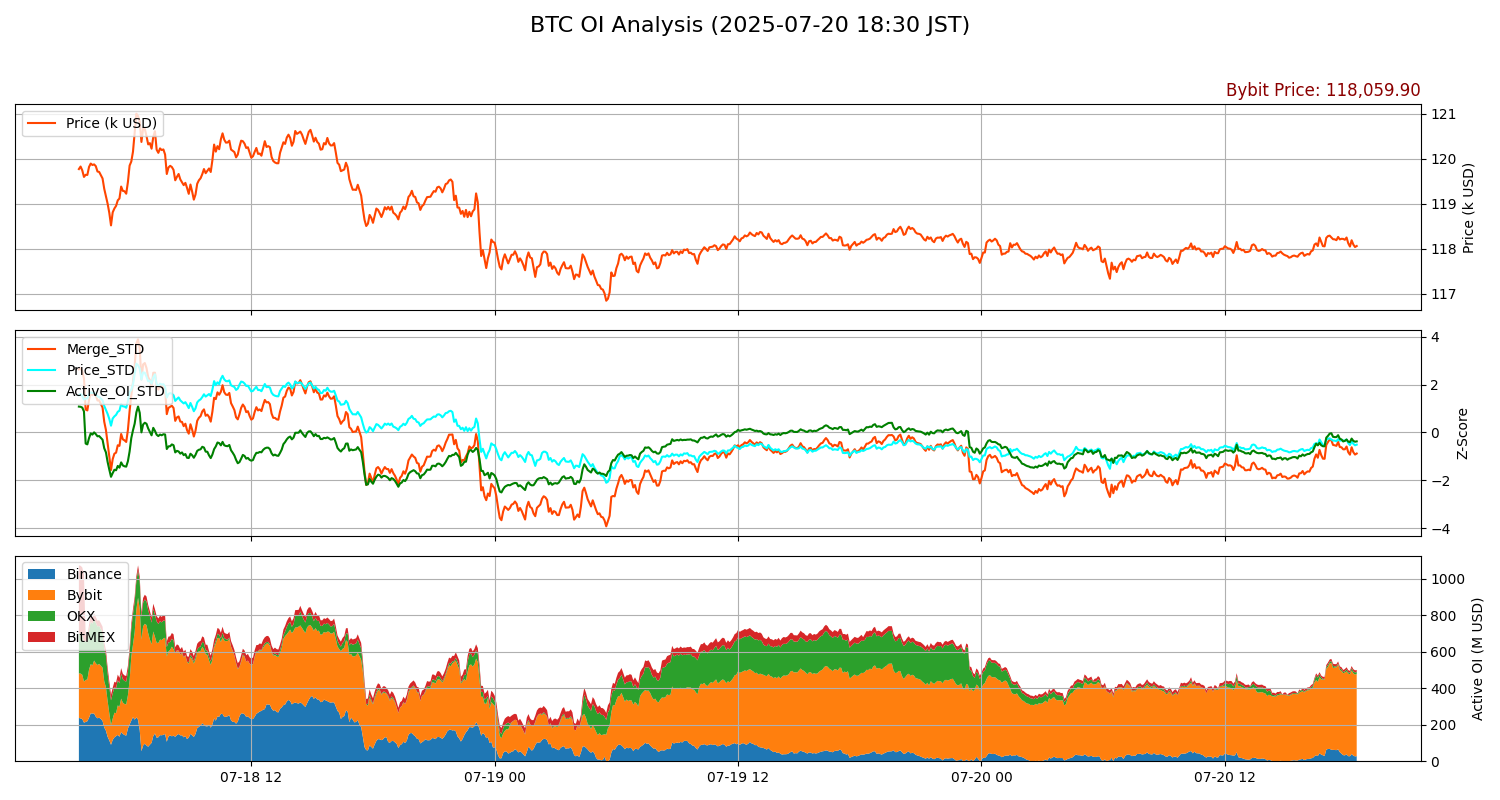 BTC OI Analysis (2025-07-20 18:30 JST)
Bybit Price: 118,059.90
Price (k USD)
121
120
119
118
117
Price (k USD)
Merge_STD
Price_STD
Active_OI_STD
4
2
0
−2
−4
Z-Score
Binance
Bybit
OKX
BitMEX
1000
800
600
400
200
0
Active OI (M USD)
07-18 12
07-19 00
07-19 12
07-20 00
07-20 12